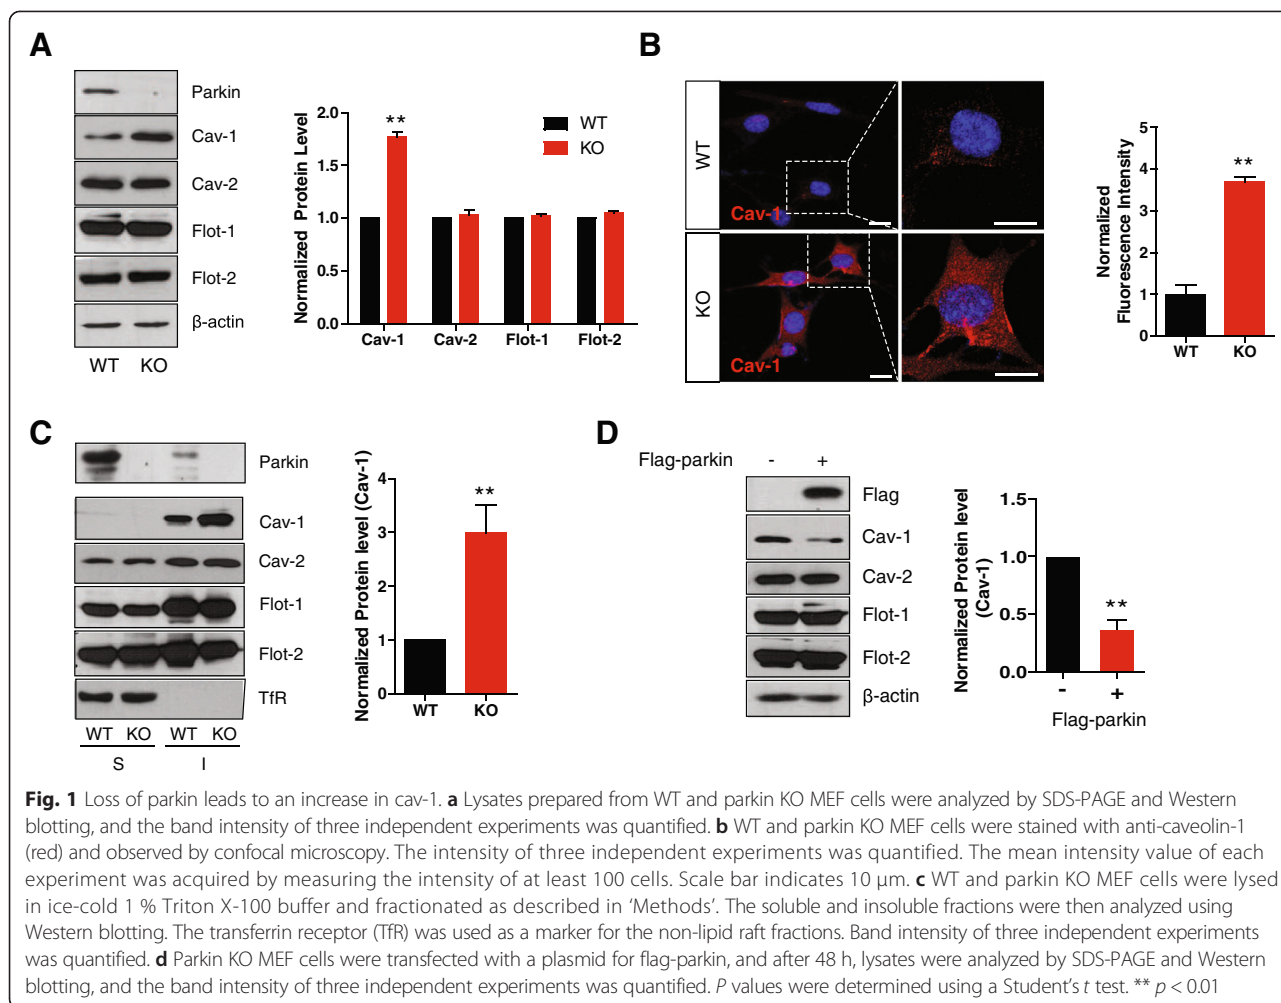 A
Parkin
Cav-1
Cav-2
Flot-1
Flot-2
β-actin
WT KO
Normalized Protein Level
2.0
1.5
1.0
0.5
0.0
**
WT
KO
Cav-1 Cav-2 Flot-1 Flot-2
B
WT
Cav-1
KO
Cav-1
Normalized
Fluorescence Intensity
5
4
3
2
1
0
**
WT KO
C
Parkin
Cav-1
Cav-2
Flot-1
Flot-2
TfR
WT KO WT KO
S I
Normalized Protein level (Cav-1)
4
3
2
1
0
**
WT KO
D
Flag-parkin - +
Flag
Cav-1
Cav-2
Flot-1
Flot-2
β-actin
Normalized Protein level
(Cav-1)
1.5
1.0
0.5
0.0
**
- +
Flag-parkin
Fig. 1 Loss of parkin leads to an increase in cav-1. a Lysates prepared from WT and parkin KO MEF cells were analyzed by SDS-PAGE and Western
blotting, and the band intensity of three independent experiments was quantified. b WT and parkin KO MEF cells were stained with anti-caveolin-1
(red) and observed by confocal microscopy. The intensity of three independent experiments was quantified. The mean intensity value of each
experiment was acquired by measuring the intensity of at least 100 cells. Scale bar indicates 10 μm. c WT and parkin KO MEF cells were lysed
in ice-cold 1 % Triton X-100 buffer and fractionated as described in ‘Methods’. The soluble and insoluble fractions were then analyzed using
Western blotting. The transferrin receptor (TfR) was used as a marker for the non-lipid raft fractions. Band intensity of three independent experiments
was quantified. d Parkin KO MEF cells were transfected with a plasmid for flag-parkin, and after 48 h, lysates were analyzed by SDS-PAGE and Western
blotting, and the band intensity of three independent experiments was quantified. P values were determined using a Student’s t test. ** p < 0.01